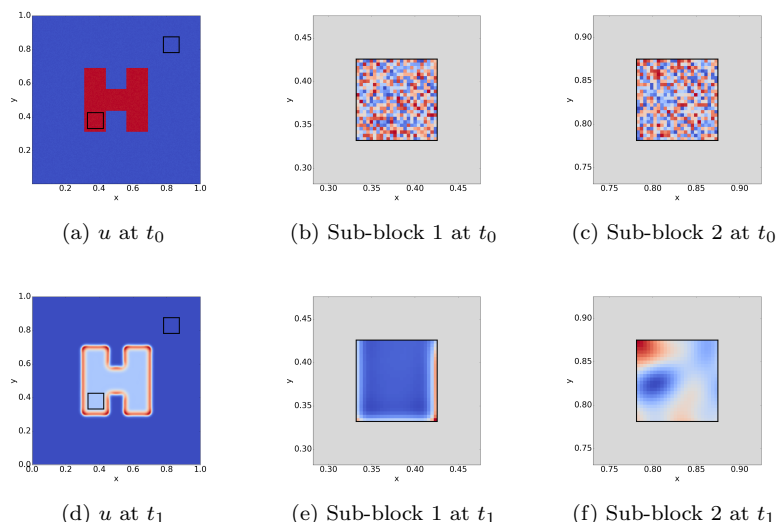 1.0
0.8
0.6
0.4
0.2
y
0.2 0.4 0.6 0.8 1.0
x
(a) u at t0
0.45
0.40
0.35
0.30
y
0.30 0.35 0.40 0.45
x
(b) Sub-block 1 at t0
0.90
0.85
0.80
0.75
y
0.75 0.80 0.85 0.90
x
(c) Sub-block 2 at t0
1.0
0.8
0.6
0.4
0.2
0.0
y
0.0 0.2 0.4 0.6 0.8 1.0
x
(d) u at t1
0.45
0.40
0.35
0.30
y
0.30 0.35 0.40 0.45
x
(e) Sub-block 1 at t1
0.90
0.85
0.80
0.75
y
0.75 0.80 0.85 0.90
x
(f) Sub-block 2 at t1